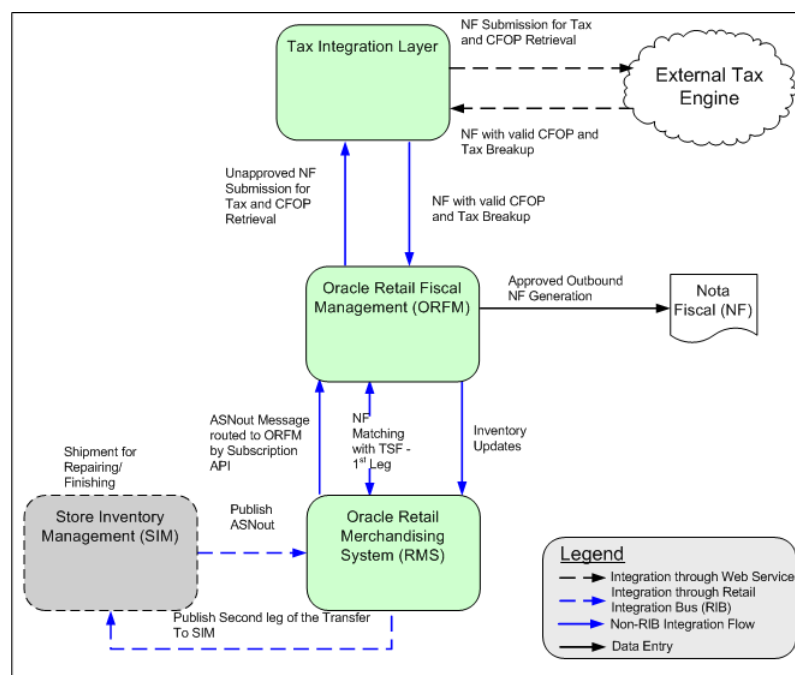 Tax Integration Layer
NF Submission for Tax
and CFOP Retrieval
External Tax
Engine
NF with valid CFOP and
Tax Breakup
Unapproved NF
Submission for
Tax and CFOP
Retrieval
NF with valid CFOP
and Tax Breakup
Oracle Retail Fiscal
Management (ORFM)
Approved Outbound
NF Generation
Nota
Fiscal (NF)
ASNout Message
routed to ORFM
by Subscription
API
NF
Matching
with TSF -
1st Leg
Inventory
Updates
Shipment for
Repairing/
Finishing
Store Inventory
Management (SIM)
Publish
ASNout
Oracle Retail
Merchandising
System (RMS)
Publish Second leg of the Transfer
To SIM
Legend
Integration through Web Service
Integration through Retail
Integration Bus (RIB)
Non-RIB Integration Flow
Data Entry